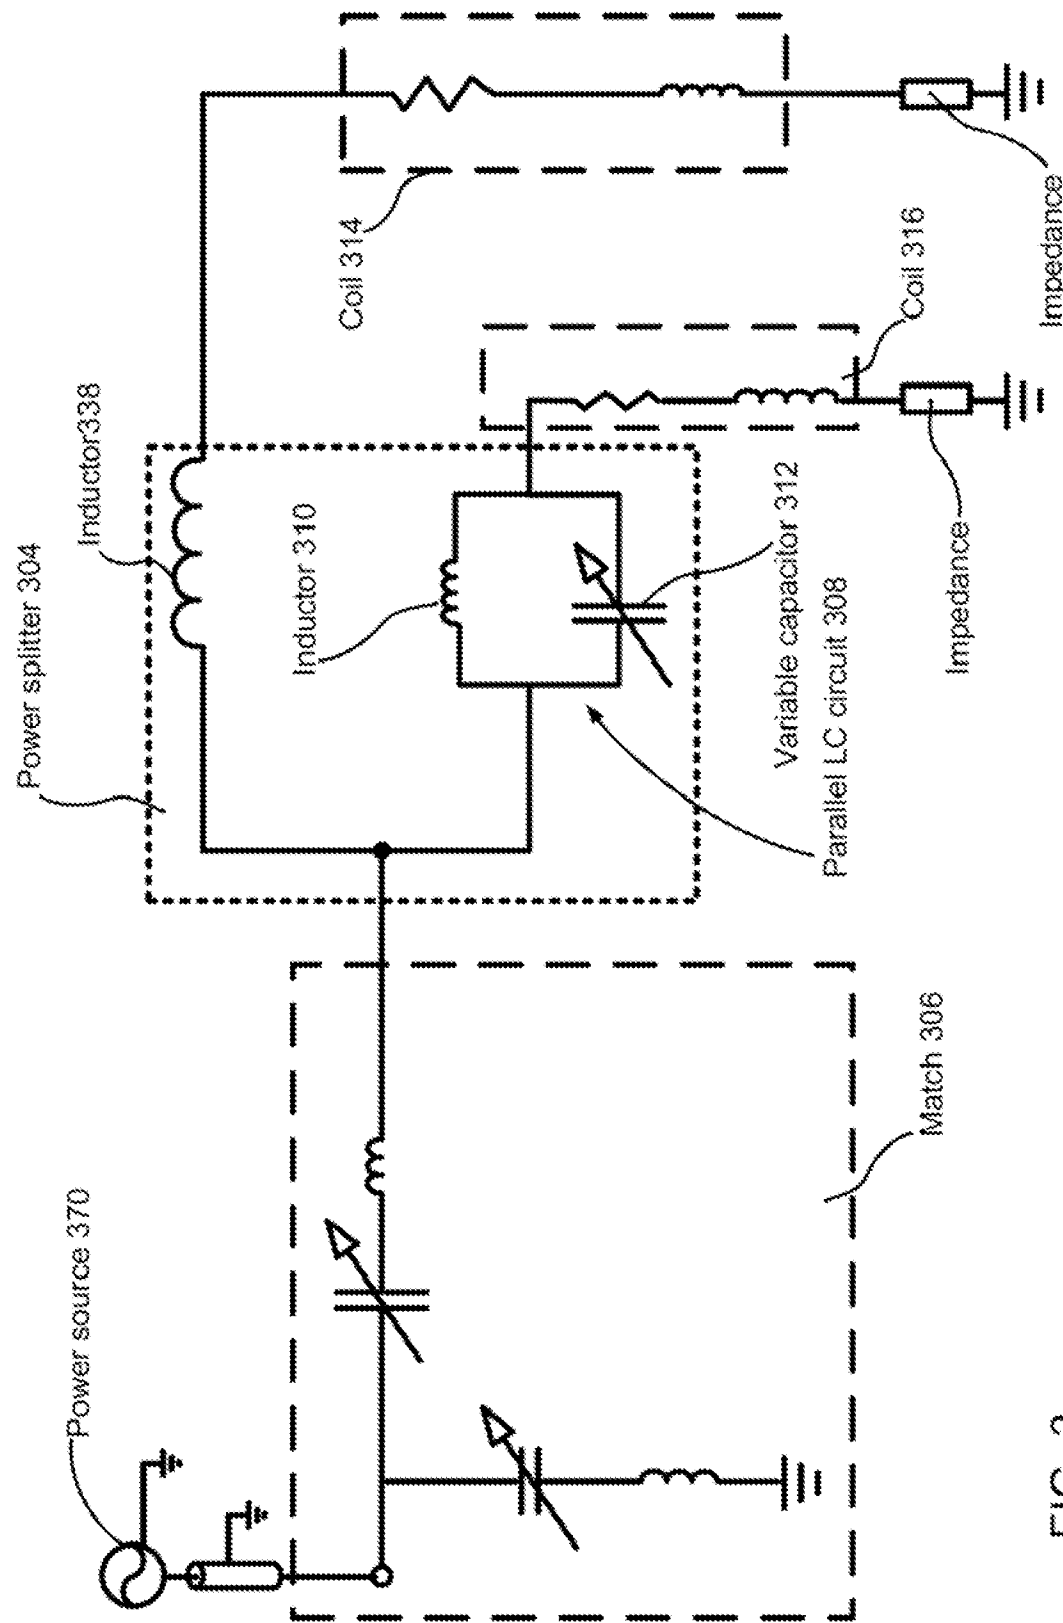 Power source 370
Power splitter 304
Inductor338
Inductor 310
Coil 314
Coil 316
Variable capacitor 312
Parallel LC circuit 308
Match 306
Impedance
Impedance
FIG.